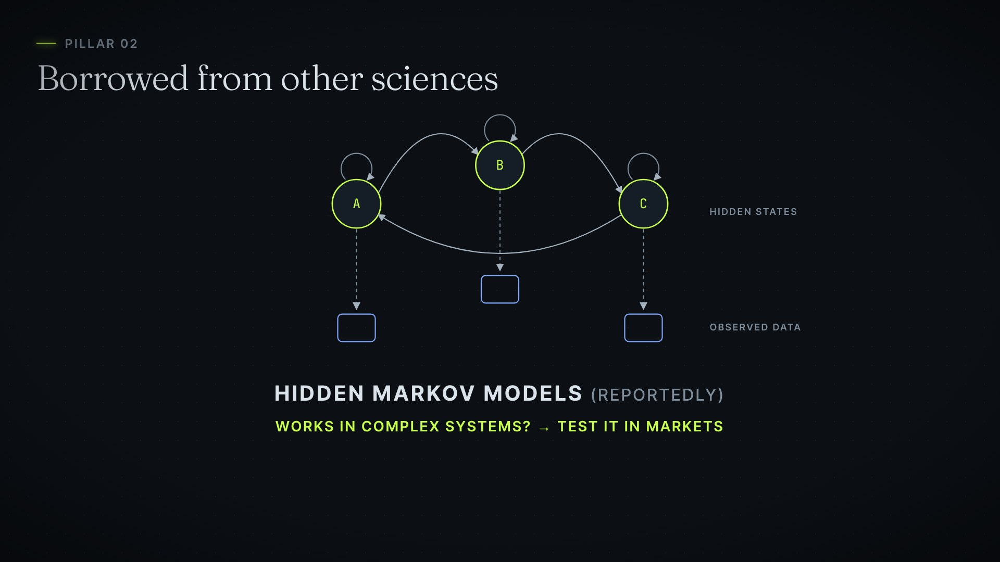 PILLAR 02
Borrowed from other sciences
B
A
C
HIDDEN STATES
OBSERVED DATA
HIDDEN MARKOV MODELS (REPORTEDLY)
WORKS IN COMPLEX SYSTEMS? → TEST IT IN MARKETS